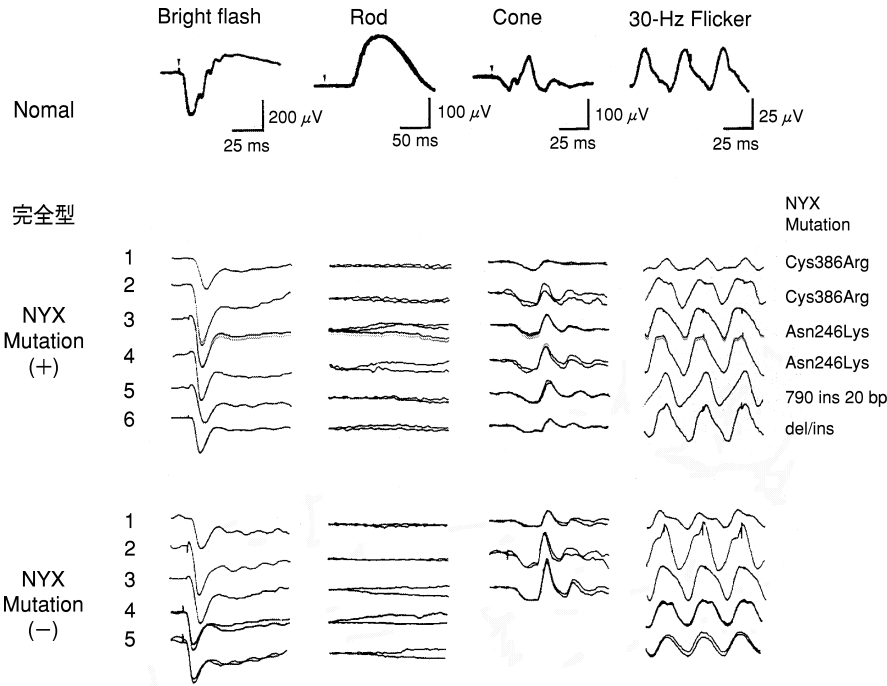 Bright flash Rod Cone 30-Hz Flicker
Nomal
200 μV 100 μV 100 μV 25 μV
25 ms 50 ms 25 ms 25 ms
完全型
NYX
Mutation
NYX
Mutation
(+)
1 Cys386Arg
2 Cys386Arg
3 Asn246Lys
4 Asn246Lys
5 790 ins 20 bp
6 del/ins
NYX
Mutation
(−)
1
2
3
4
5